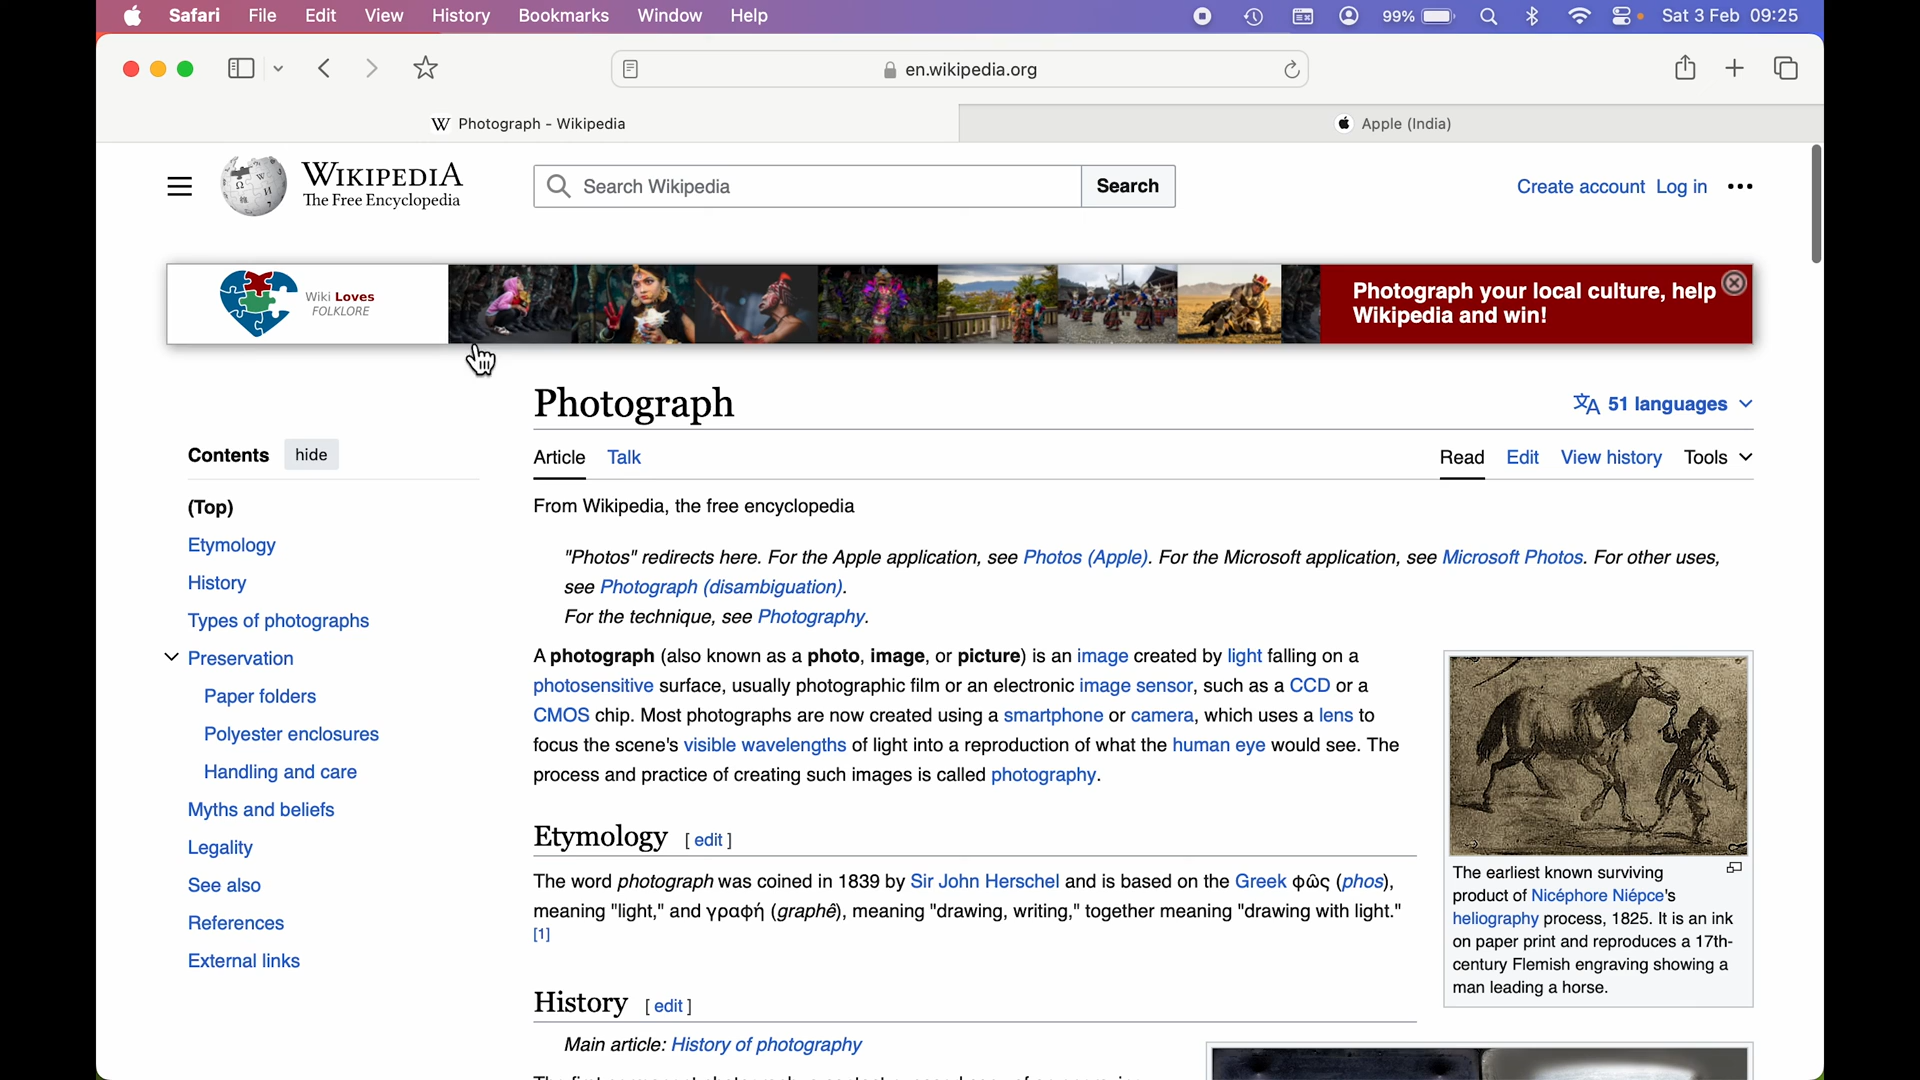 Safari File Edit View History Bookmarks Window Help 99% Sat 3 Feb 09:25
en.wikipedia.org
W Photograph - Wikipedia
Apple (India)
WIKIPEDIA
The Free Encyclopedia
Search Wikipedia
Search
Create account Log in
Wiki Loves
FOLKLORE
Photograph your local culture, help
Wikipedia and win!
Photograph
51 languages
Contents hide
(Top)
Etymology
History
Types of photographs
Preservation
Paper folders
Polyester enclosures
Handling and care
Myths and beliefs
Legality
See also
References
External links
Article Talk
Read Edit View history Tools
From Wikipedia, the free encyclopedia
"Photos" redirects here. For the Apple application, see Photos (Apple). For the Microsoft application, see Microsoft Photos. For other uses,
see Photograph (disambiguation).
For the technique, see Photography.
A photograph (also known as a photo, image, or picture) is an image created by light falling on a
photosensitive surface, usually photographic film or an electronic image sensor, such as a CCD or a
CMOS chip. Most photographs are now created using a smartphone or camera, which uses a lens to
focus the scene's visible wavelengths of light into a reproduction of what the human eye would see. The
process and practice of creating such images is called photography.
Etymology [ edit ]
The word photograph was coined in 1839 by Sir John Herschel and is based on the Greek φῶς (phos),
meaning "light," and γραφή (graphê), meaning "drawing, writing," together meaning "drawing with light."
[1]
The earliest known surviving
product of Nicéphore Niépce's
heliography process, 1825. It is an ink
on paper print and reproduces a 17th-
century Flemish engraving showing a
man leading a horse.
History [ edit ]
Main article: History of photography